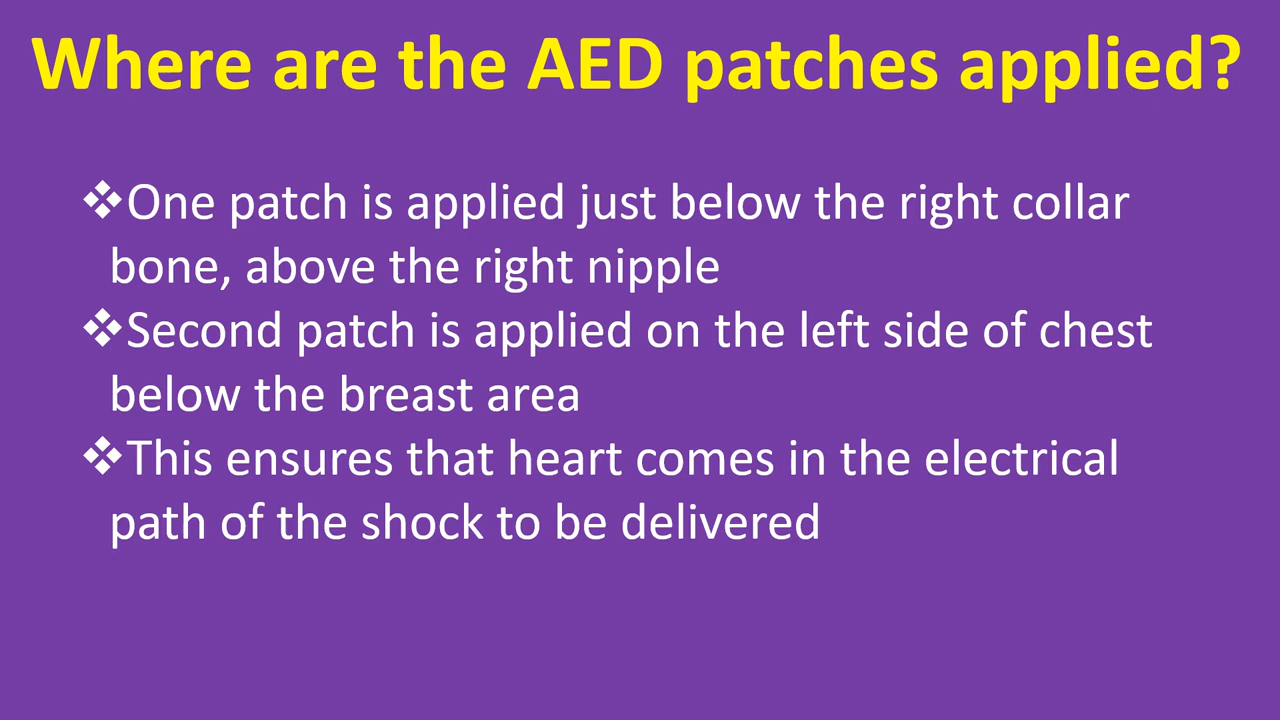 Where are the AED patches applied?
❖One patch is applied just below the right collar
bone, above the right nipple
❖Second patch is applied on the left side of chest
below the breast area
❖This ensures that heart comes in the electrical
path of the shock to be delivered